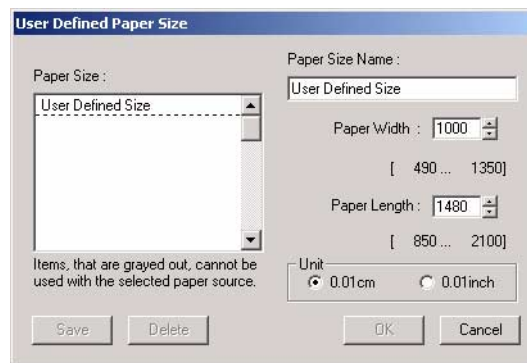 User Defined Paper Size
Paper Size :
User Defined Size
Items, that are grayed out, cannot be
used with the selected paper source.
Save
Delete
Paper Size Name :
User Defined Size
Paper Width : 1000
[ 490 ... 1350]
Paper Length : 1480
[ 850 ... 2100]
Unit
0.01cm
0.01inch
OK
Cancel